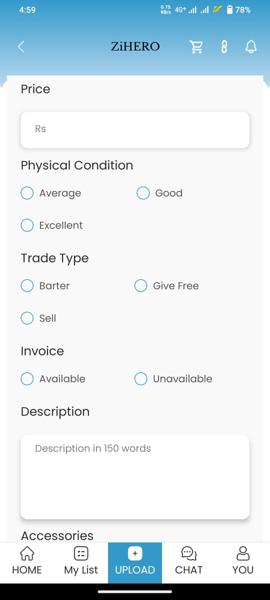 4:59
0.75 KB/s 4G+ 78%
ZiHERO
Price
Rs
Physical Condition
Average Good
Excellent
Trade Type
Barter Give Free
Sell
Invoice
Available Unavailable
Description
Description in 150 words
Accessories
HOME My List UPLOAD CHAT YOU